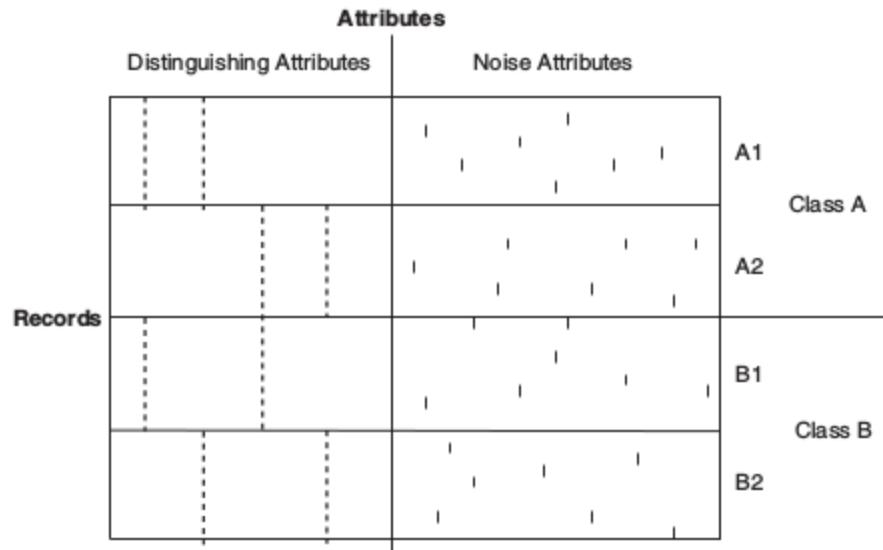 Attributes
Distinguishing Attributes
Noise Attributes
A1
Class A
A2
Records
B1
Class B
B2